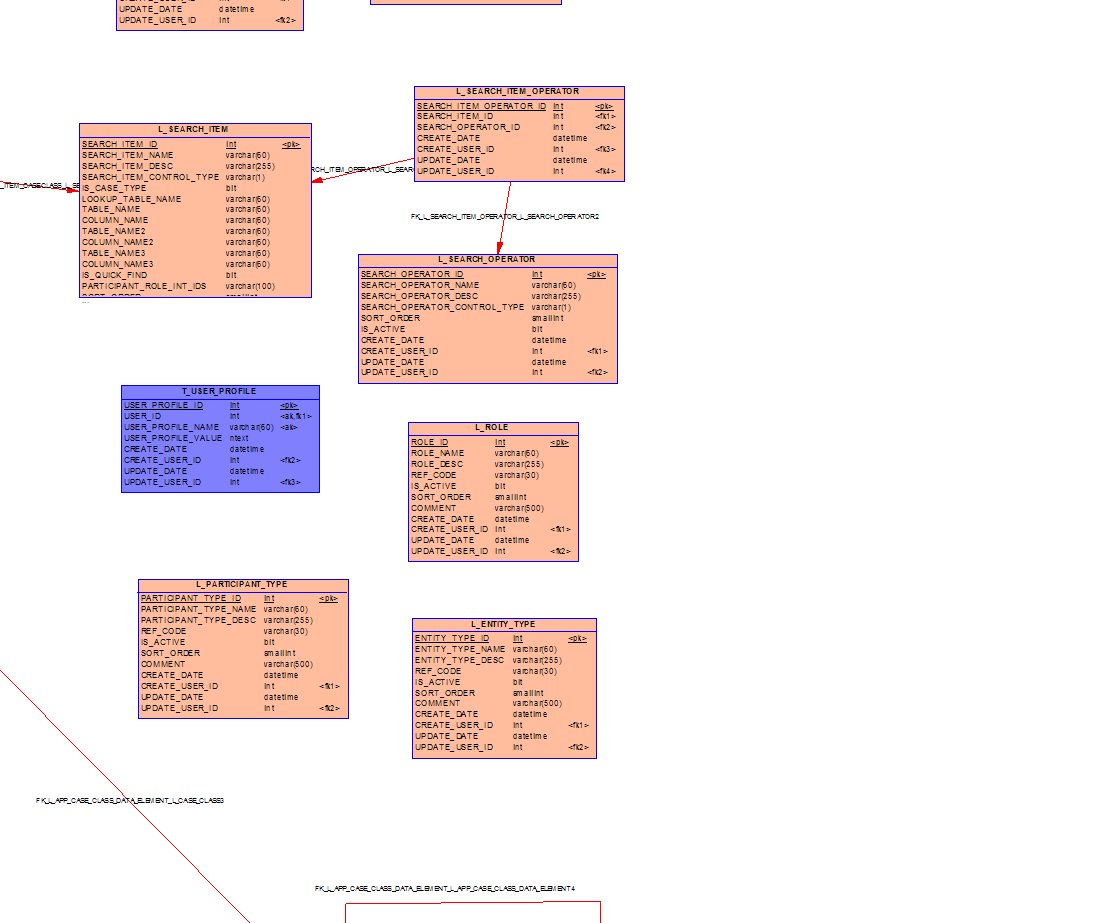 UPDATE_DATE datetime
UPDATE_USER_ID int <fk2>
L_SEARCH_ITEM_OPERATOR
SEARCH_ITEM_OPERATOR_ID int <pk>
SEARCH_ITEM_ID int <fk1>
SEARCH_OPERATOR_ID int <fk2>
CREATE_DATE datetime
CREATE_USER_ID int <fk3>
UPDATE_DATE datetime
UPDATE_USER_ID int <fk4>
L_SEARCH_ITEM
SEARCH_ITEM_ID int <pk>
SEARCH_ITEM_NAME varchar(60)
SEARCH_ITEM_DESC varchar(255)
SEARCH_ITEM_CONTROL_TYPE varchar(1)
IS_CASE_TYPE bit
LOOKUP_TABLE_NAME varchar(60)
TABLE_NAME varchar(60)
COLUMN_NAME varchar(60)
TABLE_NAME2 varchar(60)
COLUMN_NAME2 varchar(60)
TABLE_NAME3 varchar(60)
COLUMN_NAME3 varchar(60)
IS_QUICK_FIND bit
PARTICIPANT_ROLE_INT_IDS varchar(100)
SORT_ORDER smallint
RCH_ITEM_OPERATOR_L_SEAR
_ITEM_CASECLASS_L_SE
FK_L_SEARCH_ITEM_OPERATOR_L_SEARCH_OPERATOR2
L_SEARCH_OPERATOR
SEARCH_OPERATOR_ID int <pk>
SEARCH_OPERATOR_NAME varchar(60)
SEARCH_OPERATOR_DESC varchar(255)
SEARCH_OPERATOR_CONTROL_TYPE varchar(1)
SORT_ORDER smallint
IS_ACTIVE bit
CREATE_DATE datetime
CREATE_USER_ID int <fk1>
UPDATE_DATE datetime
UPDATE_USER_ID int <fk2>
T_USER_PROFILE
USER_PROFILE_ID int <pk>
USER_ID int <ak,fk1>
USER_PROFILE_NAME varchar(60) <ak>
USER_PROFILE_VALUE ntext
CREATE_DATE datetime
CREATE_USER_ID int <fk2>
UPDATE_DATE datetime
UPDATE_USER_ID int <fk3>
L_ROLE
ROLE_ID int <pk>
ROLE_NAME varchar(60)
ROLE_DESC varchar(255)
REF_CODE varchar(30)
IS_ACTIVE bit
SORT_ORDER smallint
COMMENT varchar(500)
CREATE_DATE datetime
CREATE_USER_ID int <fk1>
UPDATE_DATE datetime
UPDATE_USER_ID int <fk2>
L_PARTICIPANT_TYPE
PARTICIPANT_TYPE_ID int <pk>
PARTICIPANT_TYPE_NAME varchar(60)
PARTICIPANT_TYPE_DESC varchar(255)
REF_CODE varchar(30)
IS_ACTIVE bit
SORT_ORDER smallint
COMMENT varchar(500)
CREATE_DATE datetime
CREATE_USER_ID int <fk1>
UPDATE_DATE datetime
UPDATE_USER_ID int <fk2>
L_ENTITY_TYPE
ENTITY_TYPE_ID int <pk>
ENTITY_TYPE_NAME varchar(60)
ENTITY_TYPE_DESC varchar(255)
REF_CODE varchar(30)
IS_ACTIVE bit
SORT_ORDER smallint
COMMENT varchar(500)
CREATE_DATE datetime
CREATE_USER_ID int <fk1>
UPDATE_DATE datetime
UPDATE_USER_ID int <fk2>
FK_L_APP_CASE_CLASS_DATA_ELEMENT_L_CASE_CLASS3
FK_L_APP_CASE_CLASS_DATA_ELEMENT_L_APP_CASE_CLASS_DATA_ELEMENT4